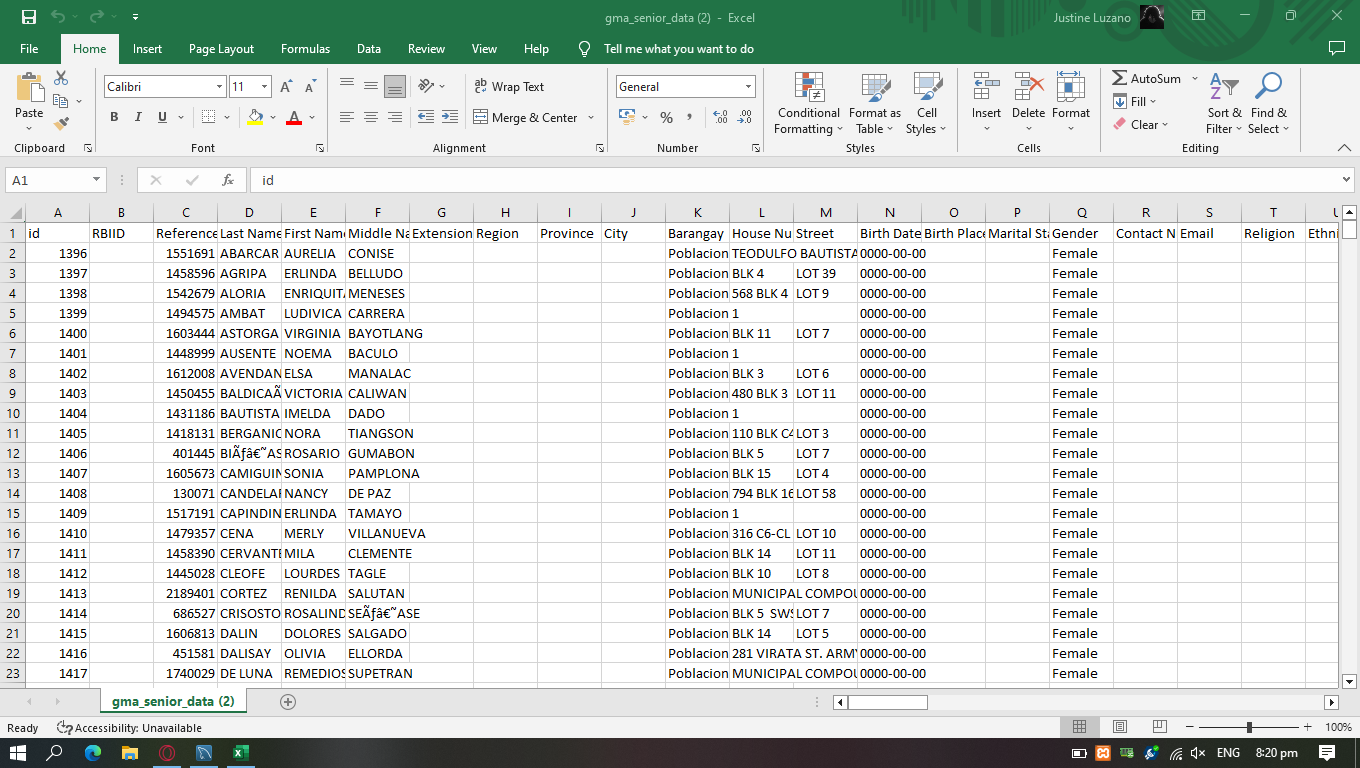 gma_senior_data (2) - Excel
Justine Luzano
File Home Insert Page Layout Formulas Data Review View Help Tell me what you want to do
Paste
Calibri 11
B I U
Wrap Text
Merge & Center
General
Conditional Formatting
Format as Table
Cell Styles
Insert Delete Format
AutoSum
Fill
Clear
Sort & Filter
Find & Select
Clipboard Font Alignment Number Styles Cells Editing
A1 fx id
A B C D E F G H I J K L M N O P Q R S T U
1 id RBIID Reference Last Name First Name Middle Na Extension Region Province City Barangay House Nu Street Birth Date Birth Place Marital Sta Gender Contact N Email Religion Ethni
2 1396 1551691 ABARCAR AURELIA CONISE Poblacion TEODULFO BAUTISTA 0000-00-00 Female
3 1397 1458596 AGRIPA ERLINDA BELLUDO Poblacion BLK 4 LOT 39 0000-00-00 Female
4 1398 1542679 ALORIA ENRIQUITA MENESES Poblacion 568 BLK 4 LOT 9 0000-00-00 Female
5 1399 1494575 AMBAT LUDIVICA CARRERA Poblacion 1 0000-00-00 Female
6 1400 1603444 ASTORGA VIRGINIA BAYOTLANG Poblacion BLK 11 LOT 7 0000-00-00 Female
7 1401 1448999 AUSENTE NOEMA BACULO Poblacion 1 0000-00-00 Female
8 1402 1612008 AVENDAN ELSA MANALAC Poblacion BLK 3 LOT 6 0000-00-00 Female
9 1403 1450455 BALDICAÃ VICTORIA CALIWAN Poblacion 480 BLK 3 LOT 11 0000-00-00 Female
10 1404 1431186 BAUTISTA IMELDA DADO Poblacion 1 0000-00-00 Female
11 1405 1418131 BERGANIO NORA TIANGSON Poblacion 110 BLK C4 LOT 3 0000-00-00 Female
12 1406 401445 BIÃƒâ€˜AS ROSARIO GUMABON Poblacion BLK 5 LOT 7 0000-00-00 Female
13 1407 1605673 CAMIGUIN SONIA PAMPLONA Poblacion BLK 15 LOT 4 0000-00-00 Female
14 1408 130071 CANDELAR NANCY DE PAZ Poblacion 794 BLK 16 LOT 58 0000-00-00 Female
15 1409 1517191 CAPINDIN ERLINDA TAMAYO Poblacion 1 0000-00-00 Female
16 1410 1479357 CENA MERLY VILLANUEVA Poblacion 316 C6-CL LOT 10 0000-00-00 Female
17 1411 1458390 CERVANTE MILA CLEMENTE Poblacion BLK 14 LOT 11 0000-00-00 Female
18 1412 1445028 CLEOFE LOURDES TAGLE Poblacion BLK 10 LOT 8 0000-00-00 Female
19 1413 2189401 CORTEZ RENILDA SALUTAN Poblacion MUNICIPAL COMPOU 0000-00-00 Female
20 1414 686527 CRISOSTO ROSALIND SEÃƒâ€˜ASE Poblacion BLK 5 SWS LOT 7 0000-00-00 Female
21 1415 1606813 DALIN DOLORES SALGADO Poblacion BLK 14 LOT 5 0000-00-00 Female
22 1416 451581 DALISAY OLIVIA ELLORDA Poblacion 281 VIRATA ST. ARMY 0000-00-00 Female
23 1417 1740029 DE LUNA REMEDIOS SUPETRAN Poblacion MUNICIPAL COMPOU 0000-00-00 Female
gma_senior_data (2)
Ready Accessibility: Unavailable 100%
ENG 8:20 pm